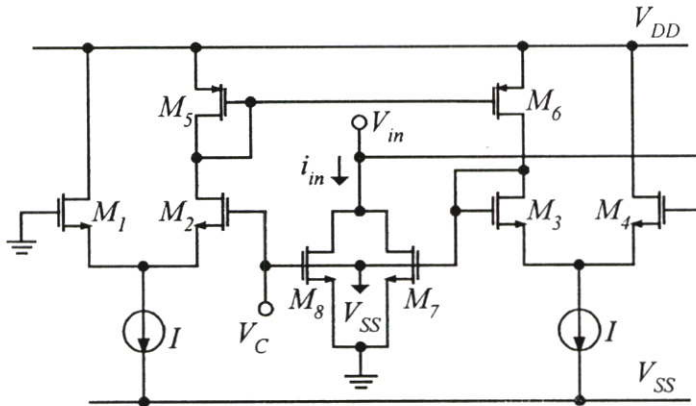 V_DD
M_5
M_6
V_in
i_in
M_1
M_2
M_3
M_4
M_8
V_SS
M_7
I
V_C
I
V_SS